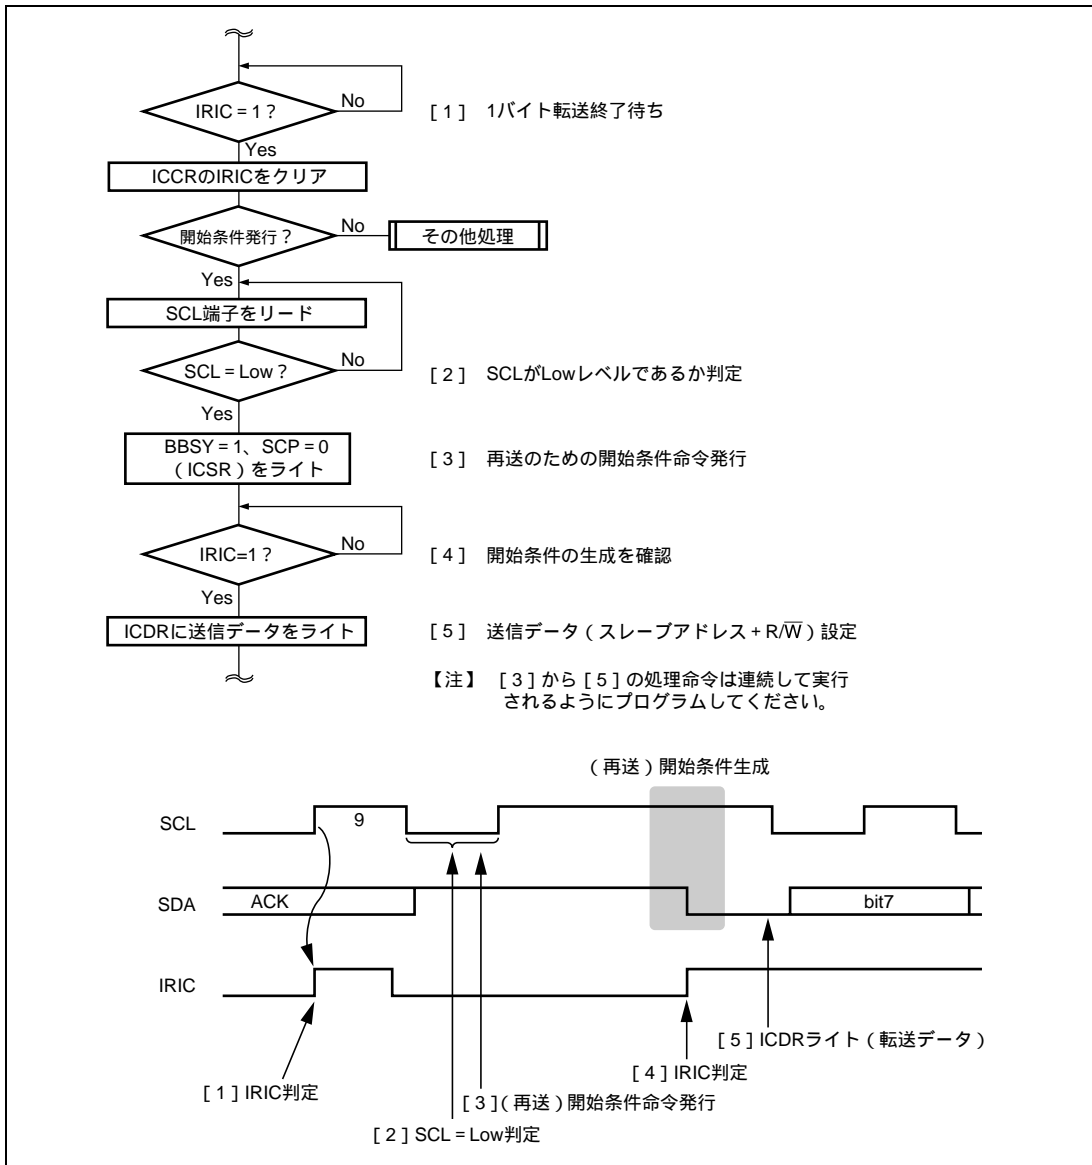 IRIC = 1 ?
No
[ 1 ] 1バイト転送終了待ち
Yes
ICCRのIRICをクリア
開始条件発行？
No
その他処理
Yes
SCL端子をリード
SCL = Low ?
No
[ 2 ] SCLがLowレベルであるか判定
Yes
BBSY = 1、SCP = 0
（ICSR）をライト
[ 3 ] 再送のための開始条件命令発行
IRIC=1 ?
No
[ 4 ] 開始条件の生成を確認
Yes
ICDRに送信データをライト
[ 5 ] 送信データ（スレーブアドレス + R/W̅）設定
【注】 [ 3 ] から [ 5 ] の処理命令は連続して実行
されるようにプログラムしてください。
（再送）開始条件生成
SCL
9
SDA
ACK
bit7
IRIC
[ 5 ] ICDRライト（転送データ）
[ 4 ] IRIC判定
[ 1 ] IRIC判定
[ 3 ]（再送）開始条件命令発行
[ 2 ] SCL = Low判定